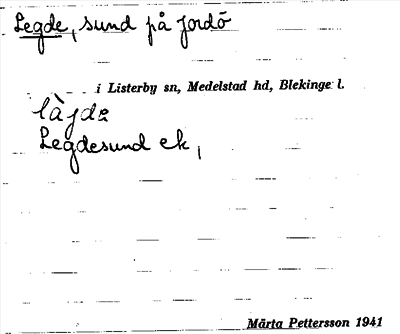 Legde, sund på Jordö
i Listerby sn, Medelstad hd, Blekinge l.
làjdə
Legdesund ek,
Märta Pettersson 1941